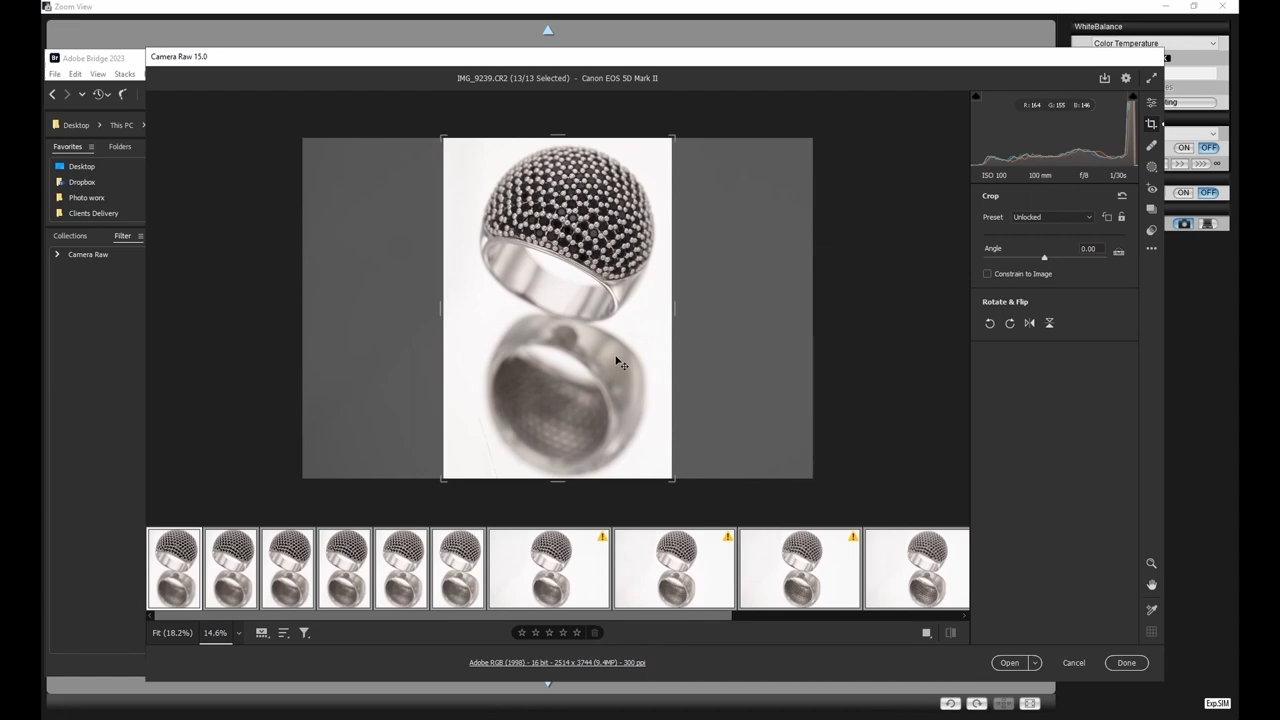 Zoom View
WhiteBalance
Color Temperature
Br Adobe Bridge 2023
Camera Raw 15.0
File Edit View Stacks
IMG_9239.CR2 (13/13 Selected) - Canon EOS 5D Mark II
ting
R: 164 G: 155 B: 146
Desktop > This PC >
Favorites Folders
ON OFF
Desktop
ISO 100 100 mm f/8 1/30s
Dropbox
Crop
ON OFF
Photo worx
Clients Delivery
Preset Unlocked
Collections Filter
Angle 0.00
Camera Raw
Constrain to Image
Rotate & Flip
Fit (18.2%) 14.6%
Adobe RGB (1998) - 16 bit - 2514 x 3744 (9.4MP) - 300 ppi
Open Cancel Done
Exp.SIM